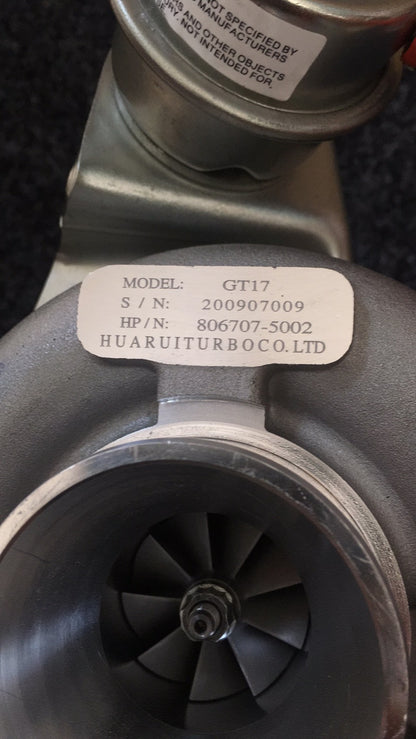 NOT SPECIFIED BY
MANUFACTURERS
AND OTHER OBJECTS
NOT INTENDED FOR.
MODEL: GT17
S / N: 200907009
HP/N: 806707-5002
HUARUITURBOCO.LTD